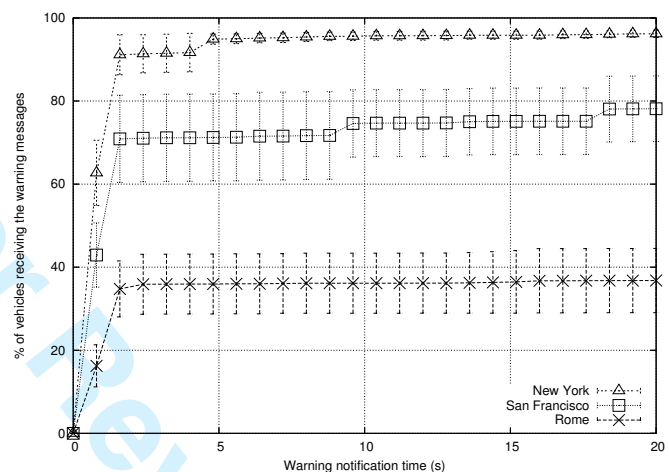 100
80
60
40
20
0
0 5 10 15 20
% of vehicles receiving the warning messages
Warning notification time (s)
New York
San Francisco
Rome